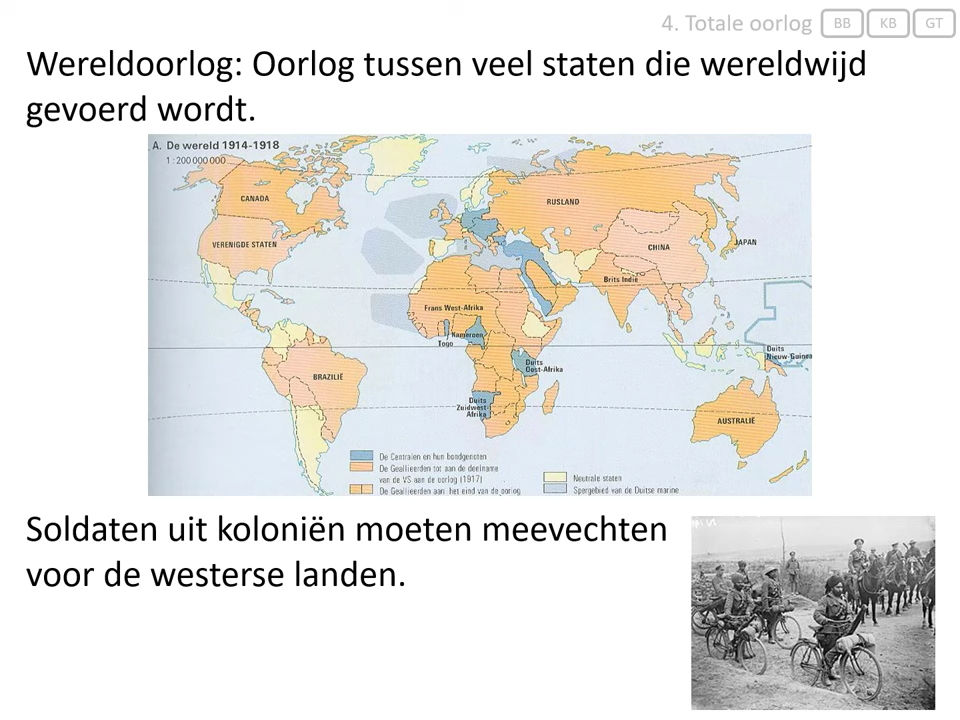 4. Totale oorlog BB KB GT
Wereldoorlog: Oorlog tussen veel staten die wereldwijd
gevoerd wordt.
A. De wereld 1914-1918
1 : 200 000 000
CANADA
RUSLAND
VERENIGDE STATEN
CHINA
JAPAN
Brits Indië
Frans West-Afrika
Kameroen
Togo
Duits
Nieuw-Guinea
Duits
Oost-Afrika
BRAZILIË
Duits
Zuidwest-
Afrika
AUSTRALIË
De Centralen en hun bondgenoten
De Geallieerden tot aan de deelname
van de VS aan de oorlog (1917)
De Geallieerden aan het eind van de oorlog
Neutrale staten
Spergebied van de Duitse marine
Soldaten uit koloniën moeten meevechten
voor de westerse landen.